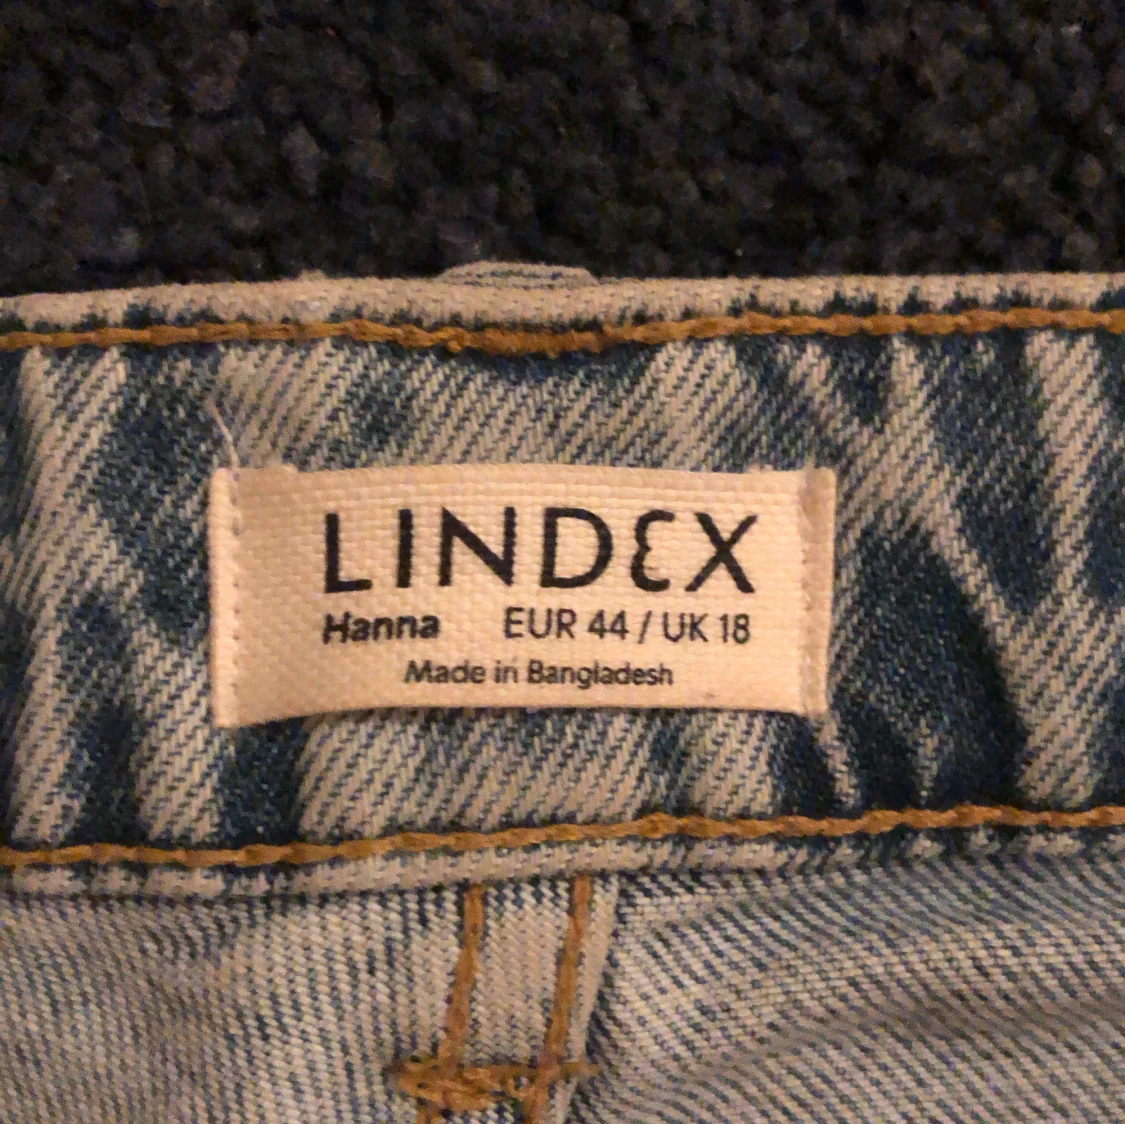 LINDEX
Hanna EUR 44 / UK 18
Made in Bangladesh